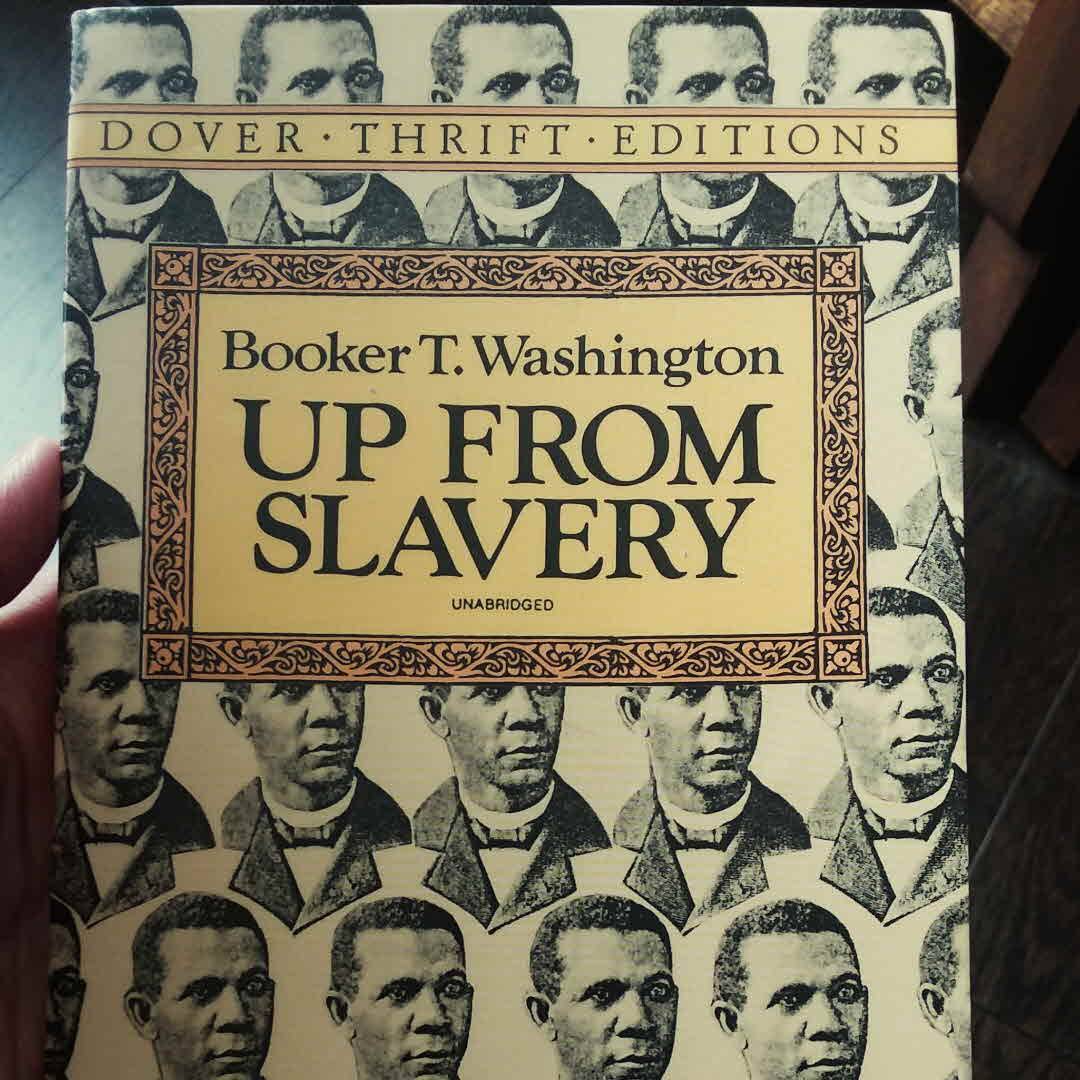 DOVER · THRIFT · EDITIONS
Booker T. Washington
UP FROM
SLAVERY
UNABRIDGED